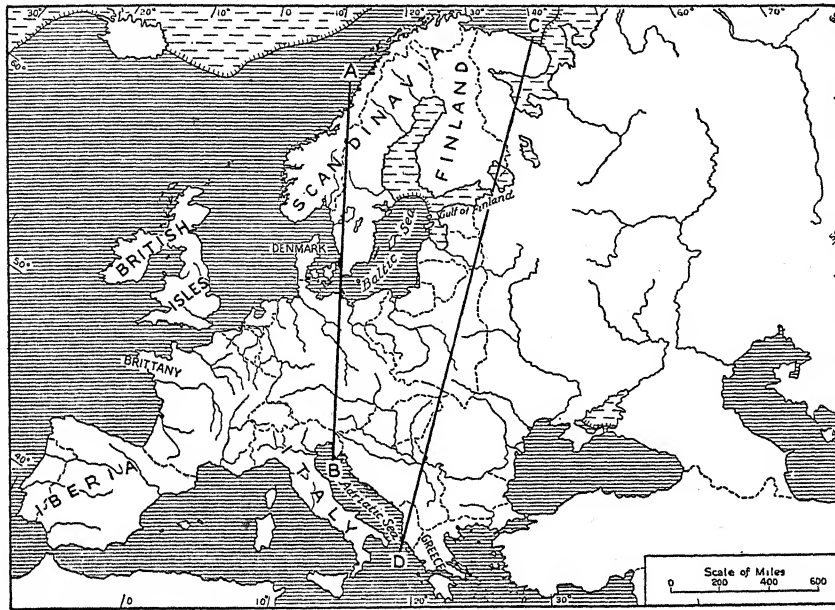 30°
20°
10°
0
10°
20°
30°
40°
C
60°
70°
60°
A
SCANDINAVIA
FINLAND
Gulf of Finland
BRITISH
ISLES
DENMARK
Baltic Sea
50°
BRITTANY
40°
IBERIA
B
ITALY
Adriatic Sea
D
GREECE
Scale of Miles
0 200 400 600
0
10°
20°
30°